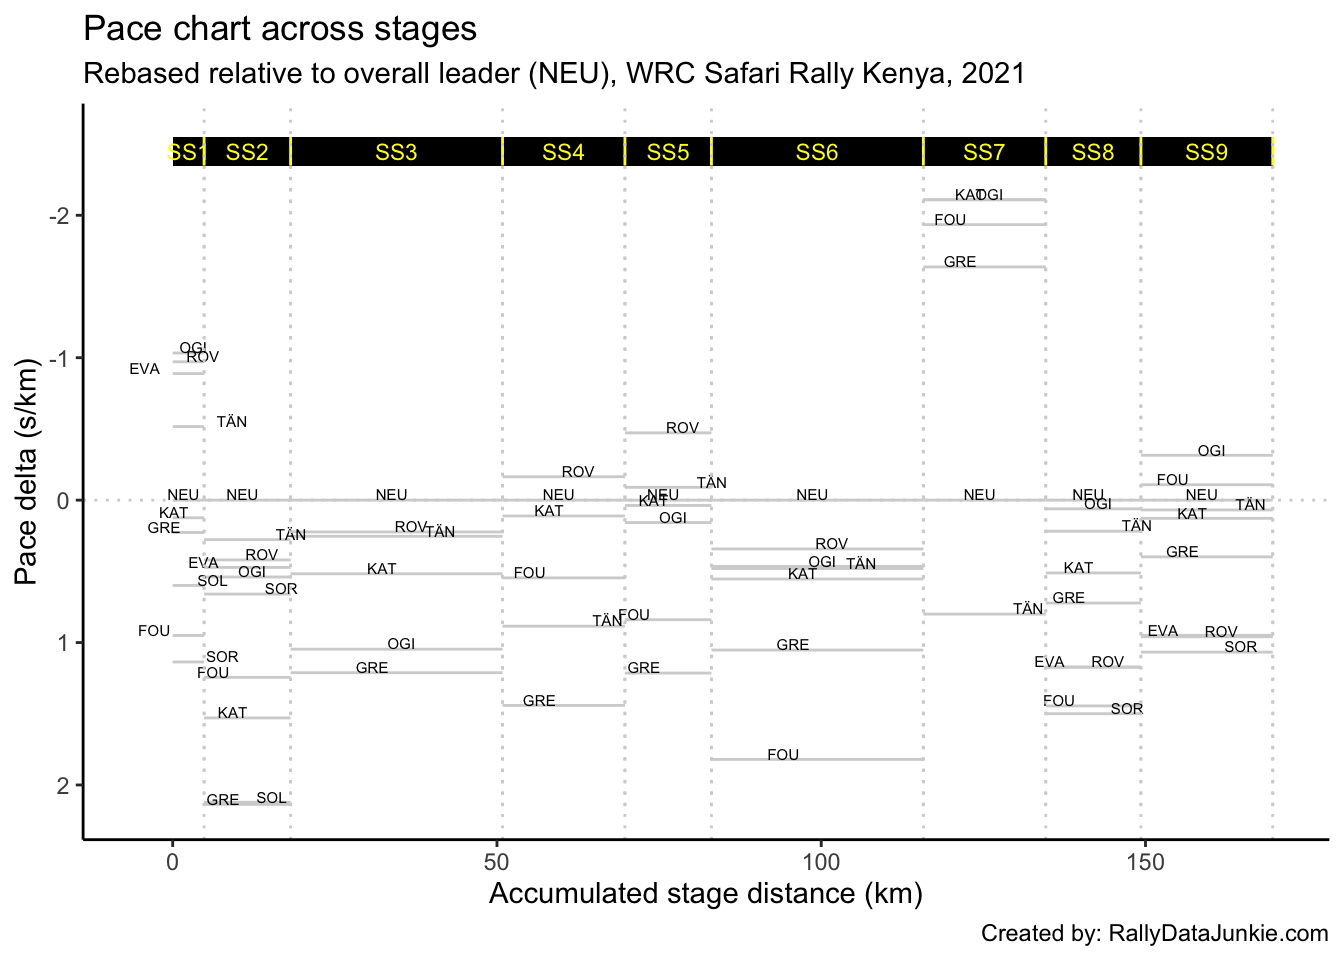 Pace chart across stages
Rebased relative to overall leader (NEU), WRC Safari Rally Kenya, 2021
SS1 SS2 SS3 SS4 SS5 SS6 SS7 SS8 SS9
-2
KAT OGI
FOU
GRE
-1
OGI
ROV
EVA
TÄN
ROV
OGI
ROV
TÄN
FOU
0
NEU NEU NEU NEU NEU NEU NEU NEU NEU
KAT
OGI
TÄN
KAT
KAT
OGI
KAT
GRE
TÄN
ROV
TÄN
TÄN
ROV
GRE
ROV
EVA
OGI
KAT
FOU
OGI
TÄN
KAT
KAT
SOL
SOR
GRE
TÄN
FOU
TÄN
1
FOU
OGI
GRE
EVA
ROV
SOR
SOR
FOU
GRE
GRE
EVA
ROV
KAT
GRE
FOU
SOR
FOU
2
GRE
SOL
0 50 100 150
Pace delta (s/km)
Accumulated stage distance (km)
Created by: RallyDataJunkie.com